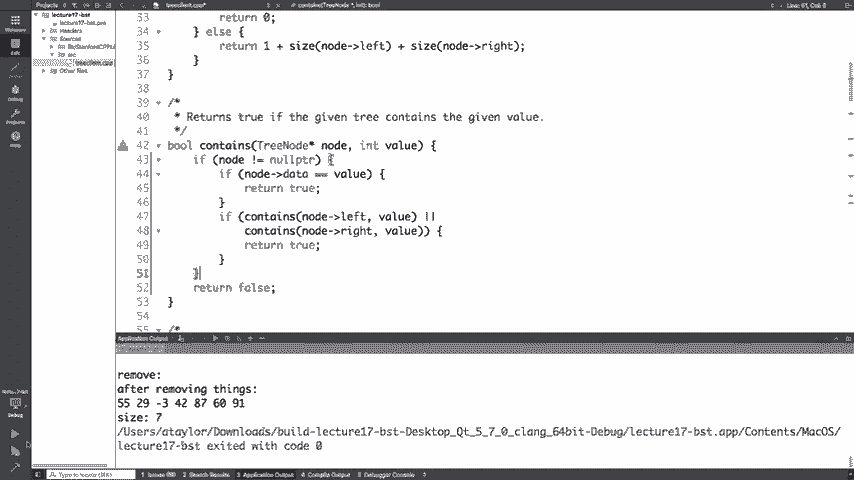 Projects
contains(TreeNode *, int): bool
lecture17-bst
lecture17-bst.pro
Headers
Sources
src
treeclient.cpp
Other files
Debug
Projects
Help
33 return 0;
34 } else {
35 return 1 + size(node->left) + size(node->right);
36 }
37 }
38
39 /*
40 * Returns true if the given tree contains the given value.
41 */
42 bool contains(TreeNode* node, int value) {
43 if (node != nullptr) {
44 if (node->data == value) {
45 return true;
46 }
47 if (contains(node->left, value) ||
48 contains(node->right, value)) {
49 return true;
50 }
51 }
52 return false;
53 }
54
55 /*
Application Output
remove:
after removing things:
55 29 -3 42 87 60 91
size: 7
/Users/ataylor/Downloads/build-lecture17-bst-Desktop_Qt_5_7_0_clang_64bit-Debug/lecture17-bst.app/Contents/MacOS/
lecture17-bst exited with code 0
Debug
Type to locate (⌘K)
1 Issues
2 Search Results
3 Application Output
4 Compile Output
5 Debugger Console